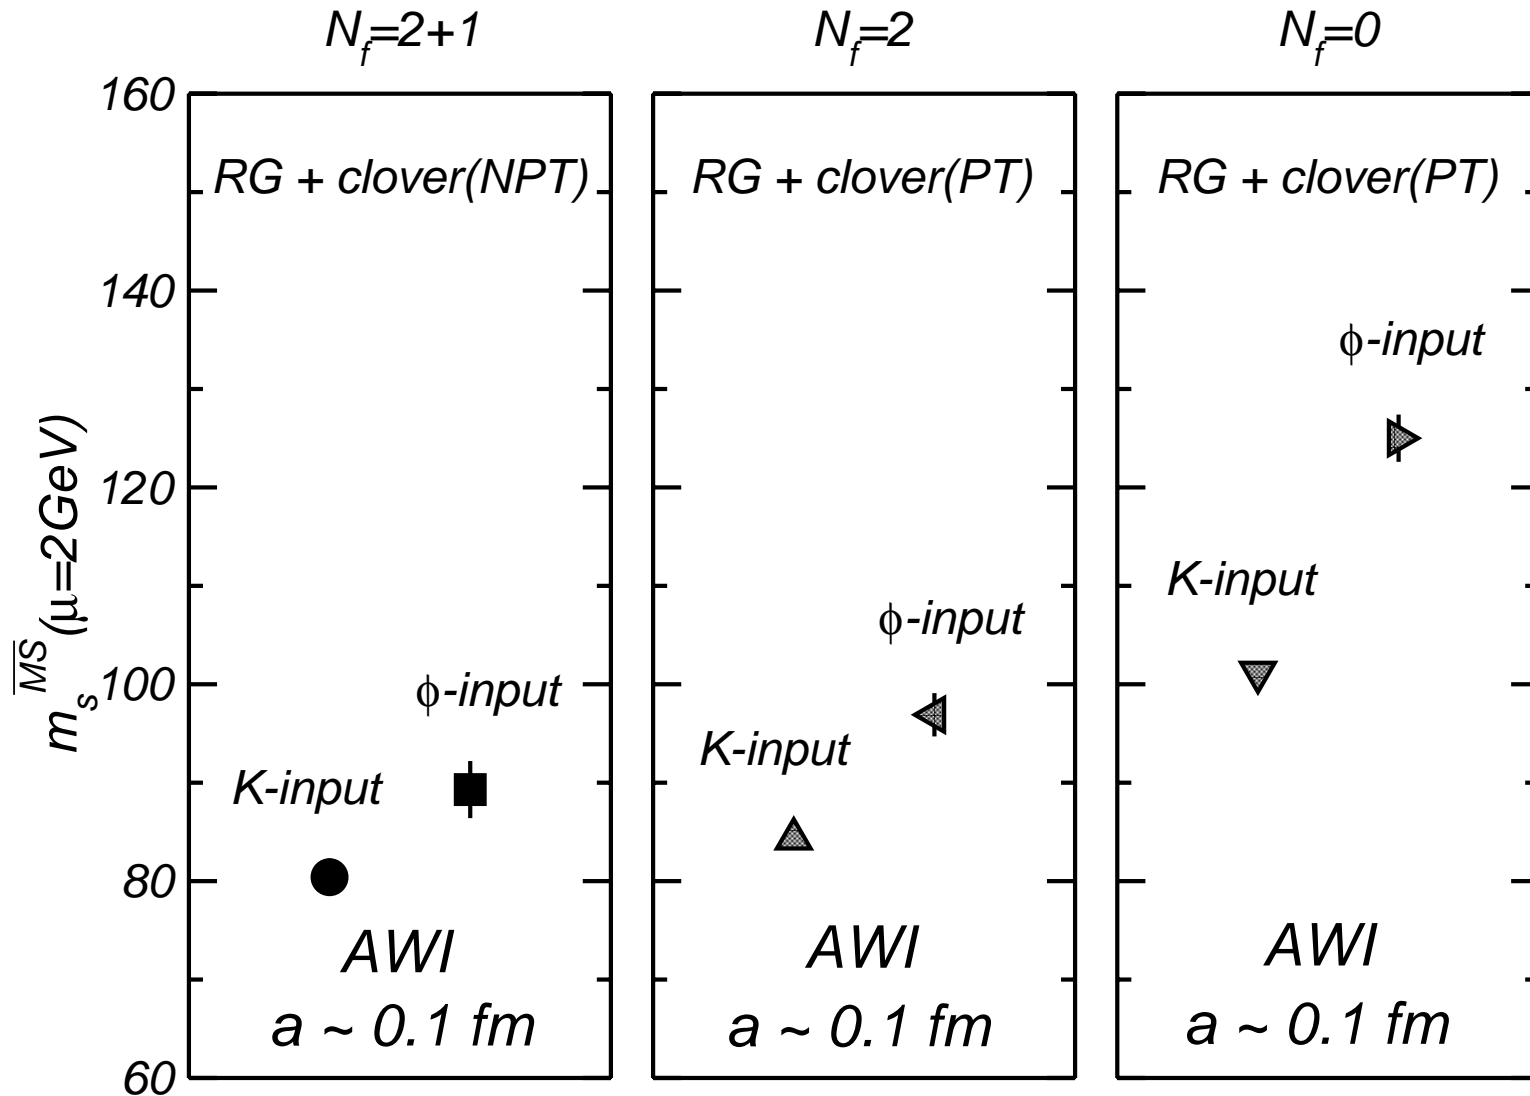 N_f=2+1
N_f=2
N_f=0
m_s^MS(μ=2GeV)
160
140
120
100
80
60
RG + clover(NPT)
φ-input
K-input
AWI
a ~ 0.1 fm
RG + clover(PT)
φ-input
K-input
AWI
a ~ 0.1 fm
RG + clover(PT)
φ-input
K-input
AWI
a ~ 0.1 fm